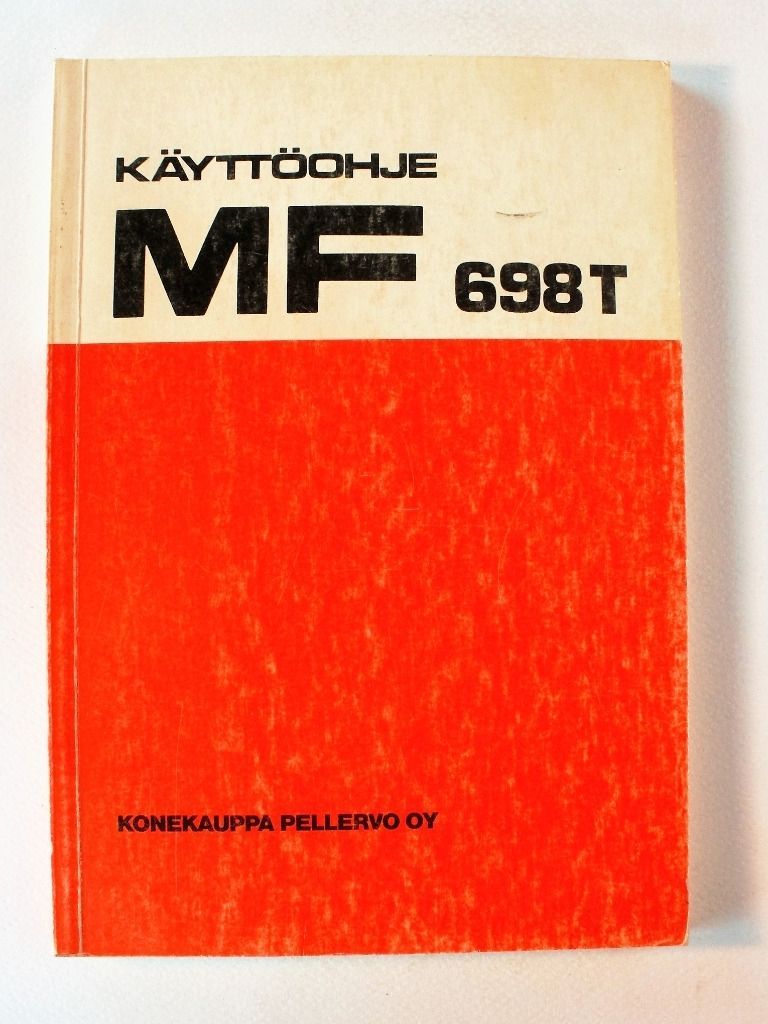 KÄYTTÖOHJE
MF 698T
KONEKAUPPA PELLERVO OY